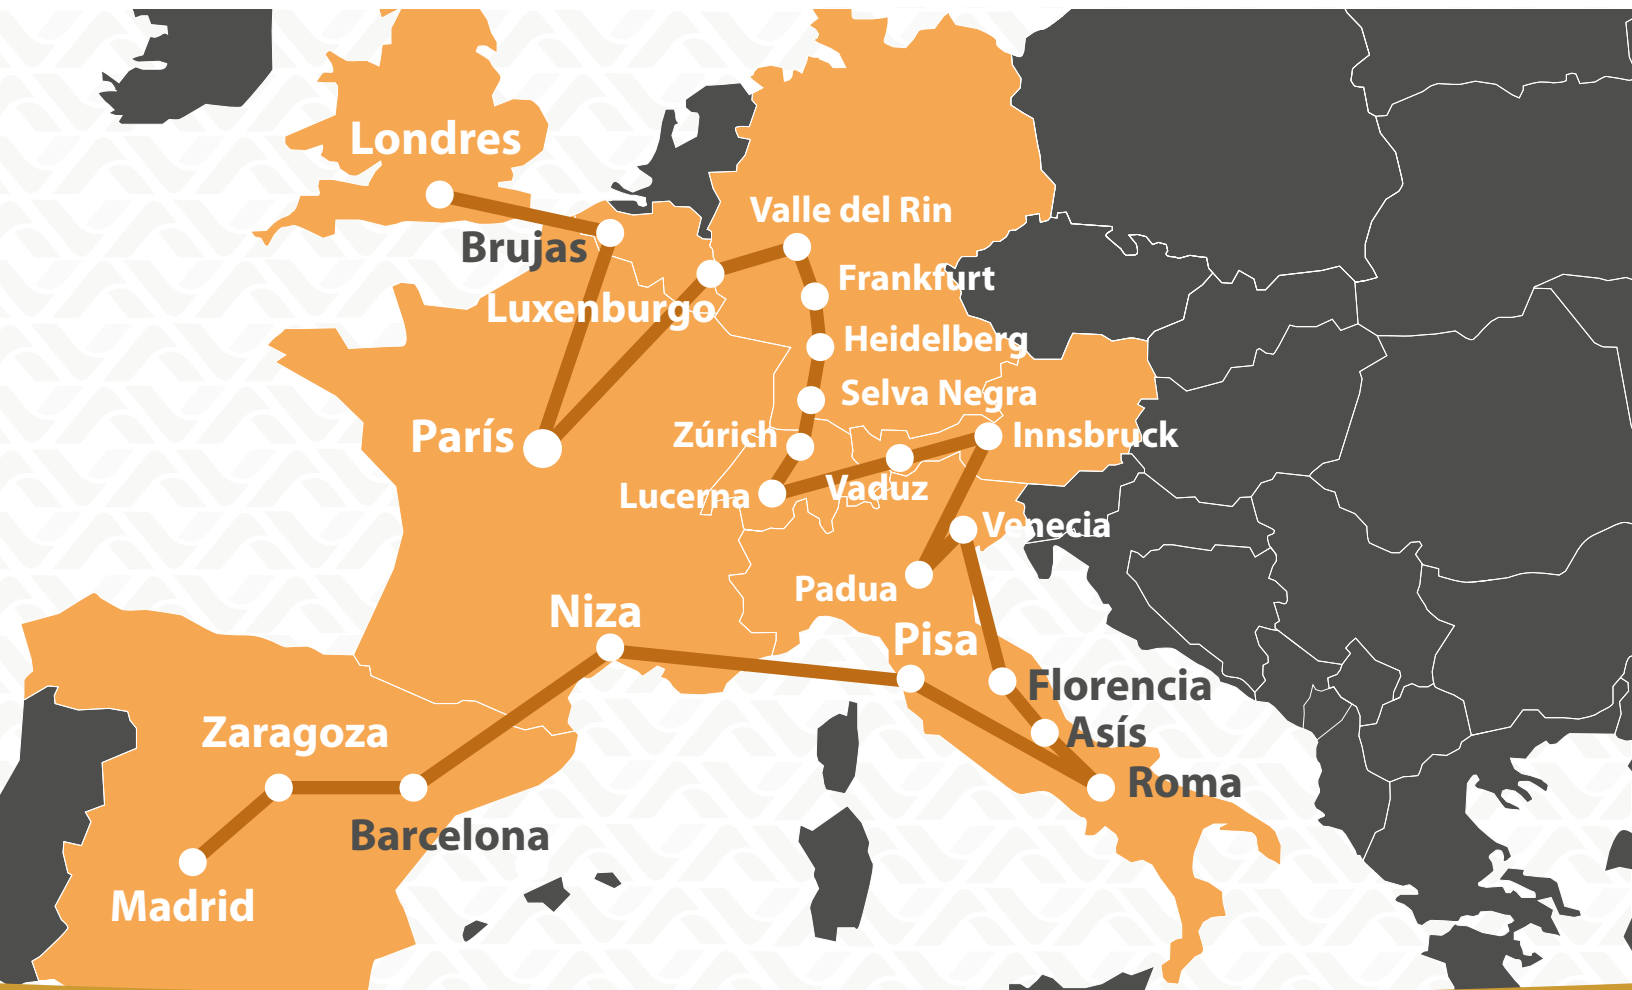 Londres
Valle del Rin
Brujas
Frankfurt
Luxenburgo
Heidelberg
Selva Negra
París
Zúrich
Innsbruck
Lucerna
Vaduz
Venecia
Padua
Niza
Pisa
Florencia
Zaragoza
Asís
Roma
Barcelona
Madrid